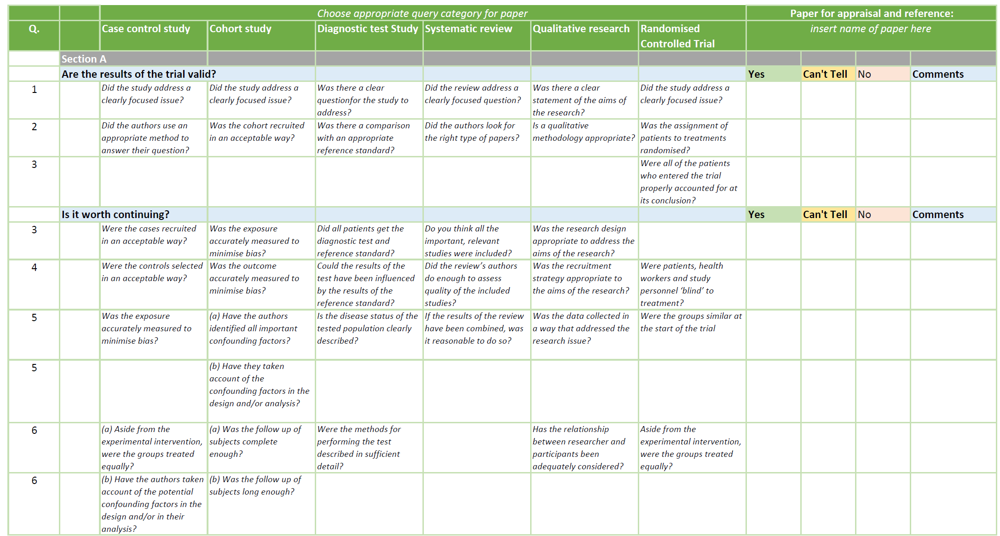 Choose appropriate query category for paper
Paper for appraisal and reference:
Q.
Case control study
Cohort study
Diagnostic test Study
Systematic review
Qualitative research
Randomised
Controlled Trial
insert name of paper here
Section A
Are the results of the trial valid?
Yes
Can't Tell
No
Comments
1
Did the study address a
clearly focused issue?
Did the study address a
clearly focused issue?
Was there a clear
questionfor the study to
address?
Did the review address a
clearly focused question?
Was there a clear
statement of the aims of
the research?
Did the study address a
clearly focused issue?
2
Did the authors use an
appropriate method to
answer their question?
Was the cohort recruited
in an acceptable way?
Was there a comparison
with an appropriate
reference standard?
Did the authors look for
the right type of papers?
Is a qualitative
methodology appropriate?
Was the assignment of
patients to treatments
randomised?
3
Were all of the patients
who entered the trial
properly accounted for at
its conclusion?
Is it worth continuing?
Yes
Can't Tell
No
Comments
3
Were the cases recruited
in an acceptable way?
Was the exposure
accurately measured to
minimise bias?
Did all patients get the
diagnostic test and
reference standard?
Do you think all the
important, relevant
studies were included?
Was the research design
appropriate to address the
aims of the research?
4
Were the controls selected
in an acceptable way?
Was the outcome
accurately measured to
minimise bias?
Could the results of the
test have been influenced
by the results of the
reference standard?
Did the review’s authors
do enough to assess
quality of the included
studies?
Was the recruitment
strategy appropriate to
the aims of the research?
Were patients, health
workers and study
personnel ‘blind’ to
treatment?
5
Was the exposure
accurately measured to
minimise bias?
(a) Have the authors
identified all important
confounding factors?
Is the disease status of the
tested population clearly
described?
If the results of the review
have been combined, was
it reasonable to do so?
Was the data collected in
a way that addressed the
research issue?
Were the groups similar at
the start of the trial
5
(b) Have they taken
account of the
confounding factors in the
design and/or analysis?
6
(a) Aside from the
experimental intervention,
were the groups treated
equally?
(a) Was the follow up of
subjects complete
enough?
Were the methods for
performing the test
described in sufficient
detail?
Has the relationship
between researcher and
participants been
adequately considered?
Aside from the
experimental intervention,
were the groups treated
equally?
6
(b) Have the authors taken
account of the potential
confounding factors in the
design and/or in their
analysis?
(b) Was the follow up of
subjects long enough?